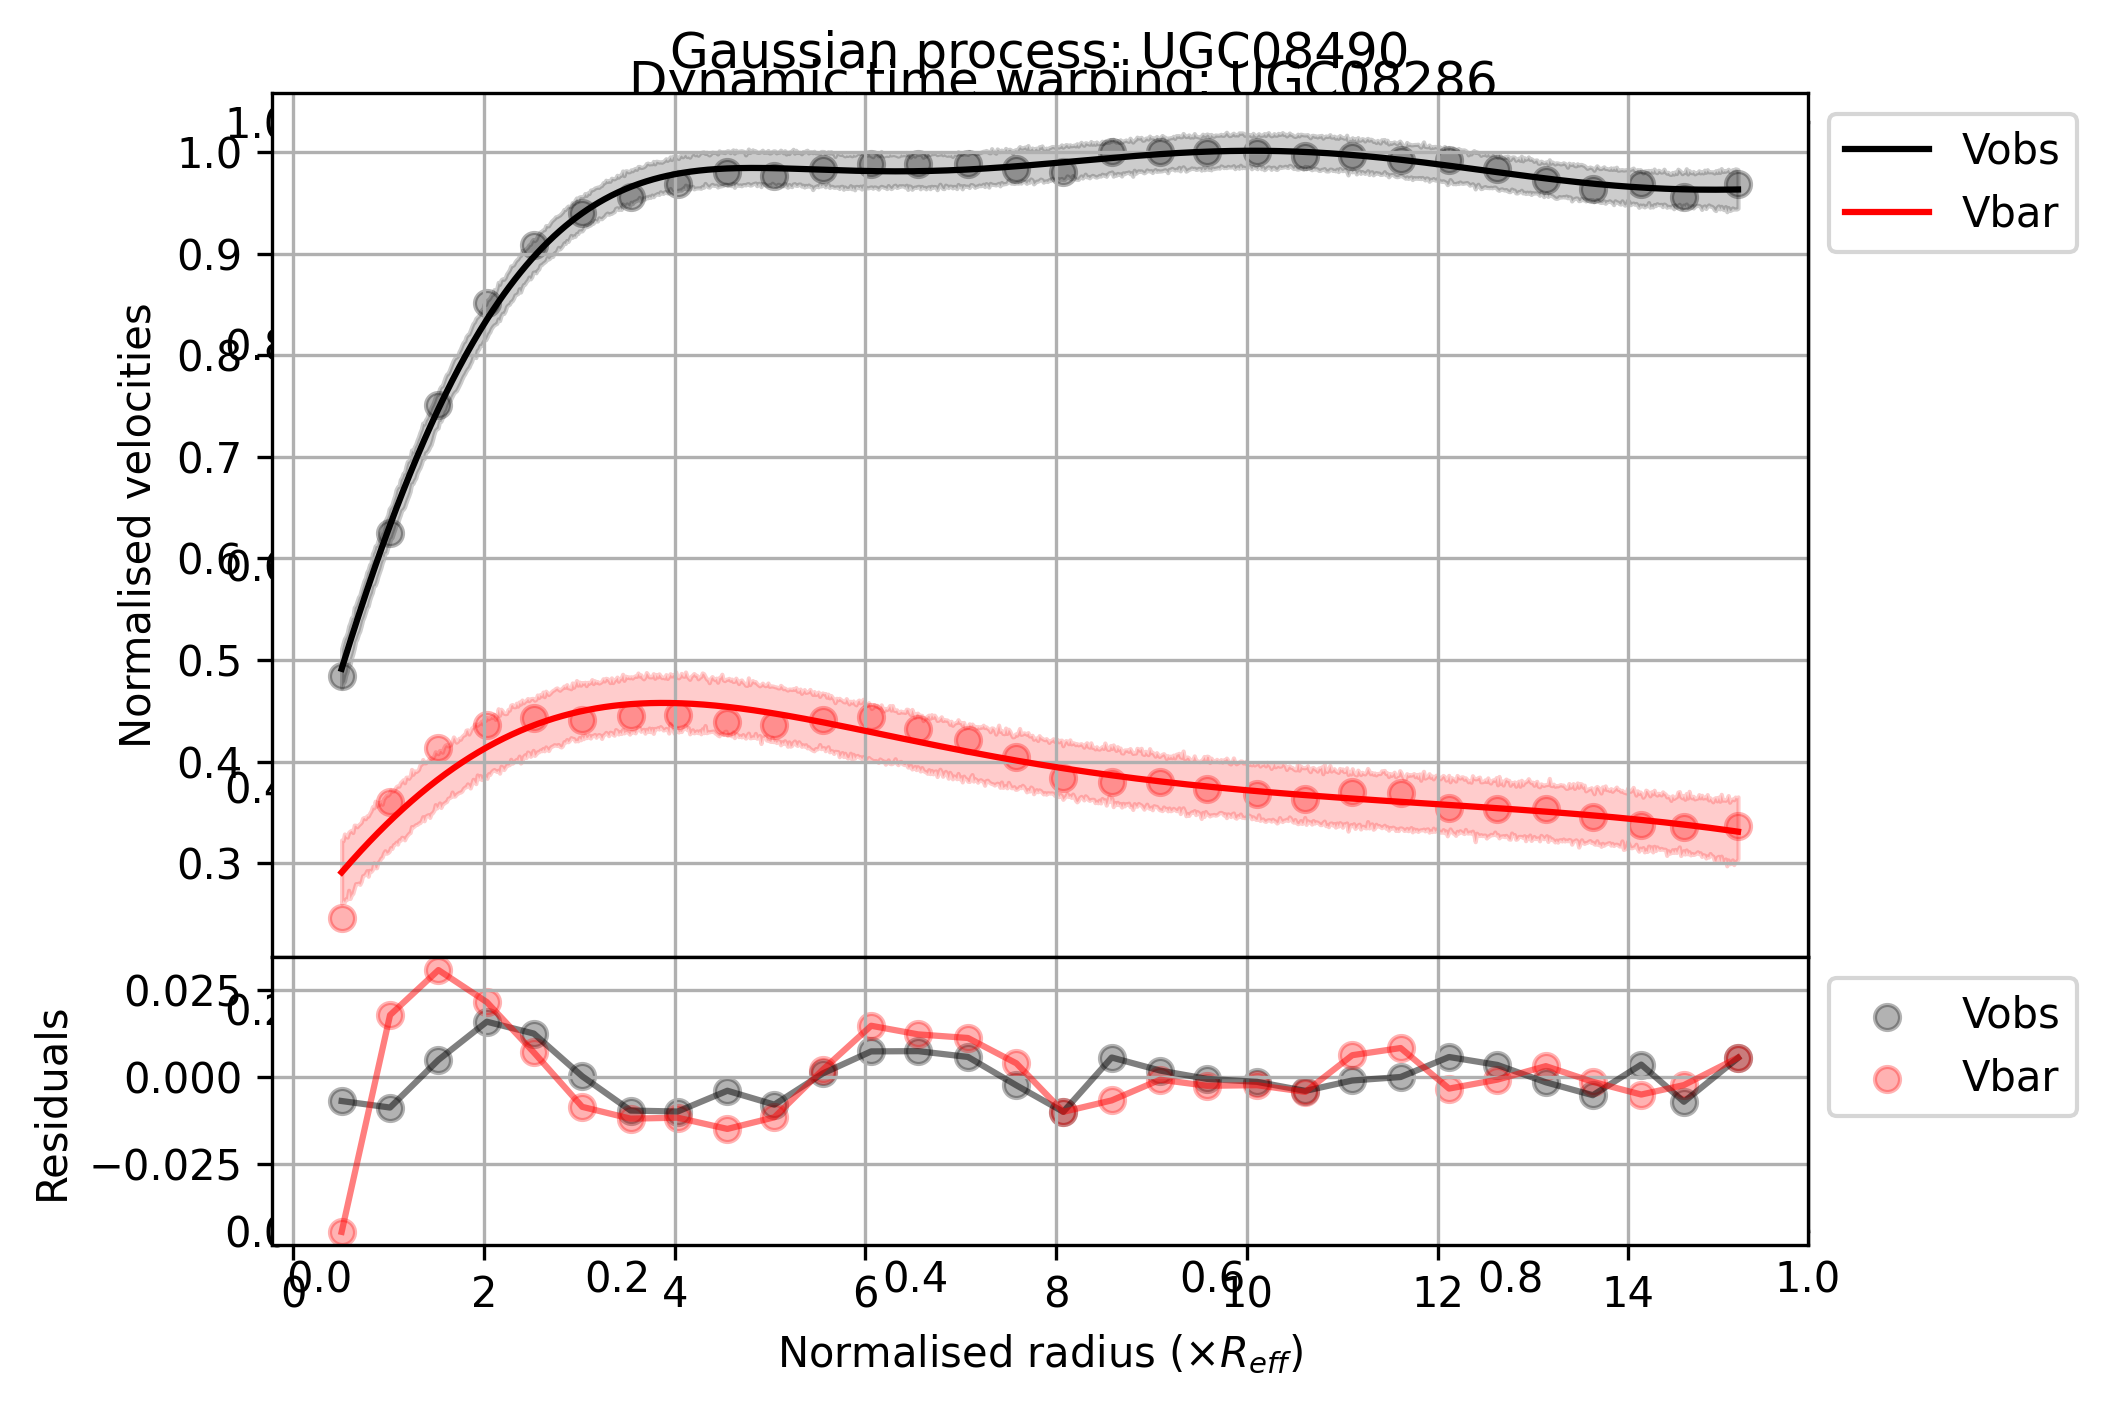 Gaussian process: UGC08490
Dynamic time warping: UGC08286
Normalised velocities
1.0
0.9
0.8
0.7
0.6
0.5
0.4
0.3
Vobs
Vbar
Residuals
0.025
0.000
−0.025
Vobs
Vbar
0.0 0.2 0.4 0.6 0.8 1.0
0 2 4 6 8 10 12 14
Normalised radius (×R_eff)